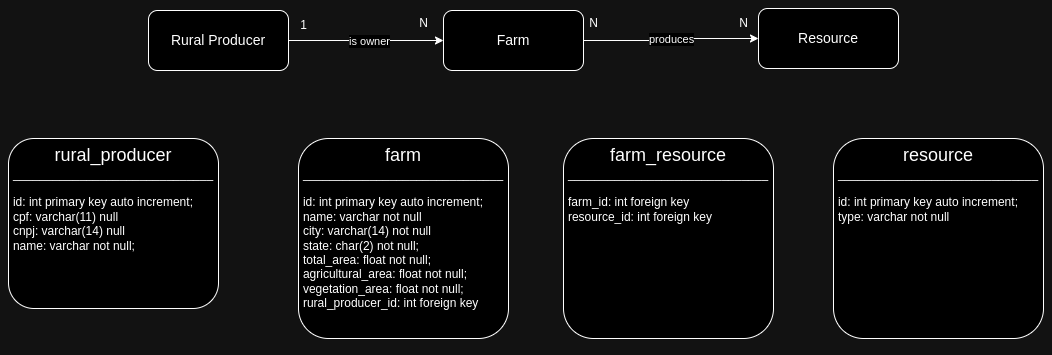 Rural Producer
1
is owner
N
Farm
N
produces
N
Resource
rural_producer
id: int primary key auto increment;
cpf: varchar(11) null
cnpj: varchar(14) null
name: varchar not null;
farm
id: int primary key auto increment;
name: varchar not null
city: varchar(14) not null
state: char(2) not null;
total_area: float not null;
agricultural_area: float not null;
vegetation_area: float not null;
rural_producer_id: int foreign key
farm_resource
farm_id: int foreign key
resource_id: int foreign key
resource
id: int primary key auto increment;
type: varchar not null